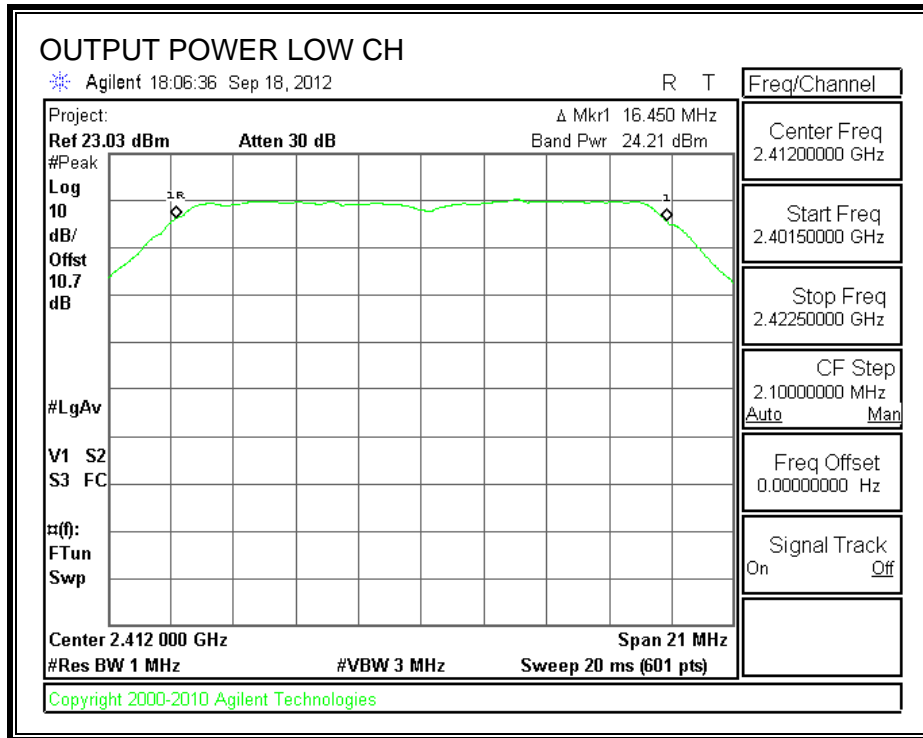 OUTPUT POWER LOW CH
Agilent 18:06:36 Sep 18, 2012
R T
Project:
Δ Mkr1 16.450 MHz
Ref 23.03 dBm Atten 30 dB Band Pwr 24.21 dBm
#Peak
Log
10
dB/
Offst
10.7
dB
1R
1
#LgAv
V1 S2
S3 FC
¤(f):
FTun
Swp
Center 2.412 000 GHz Span 21 MHz
#Res BW 1 MHz #VBW 3 MHz Sweep 20 ms (601 pts)
Copyright 2000-2010 Agilent Technologies
Freq/Channel
Center Freq
2.41200000 GHz
Start Freq
2.40150000 GHz
Stop Freq
2.42250000 GHz
CF Step
2.10000000 MHz
Auto Man
Freq Offset
0.00000000 Hz
Signal Track
On Off